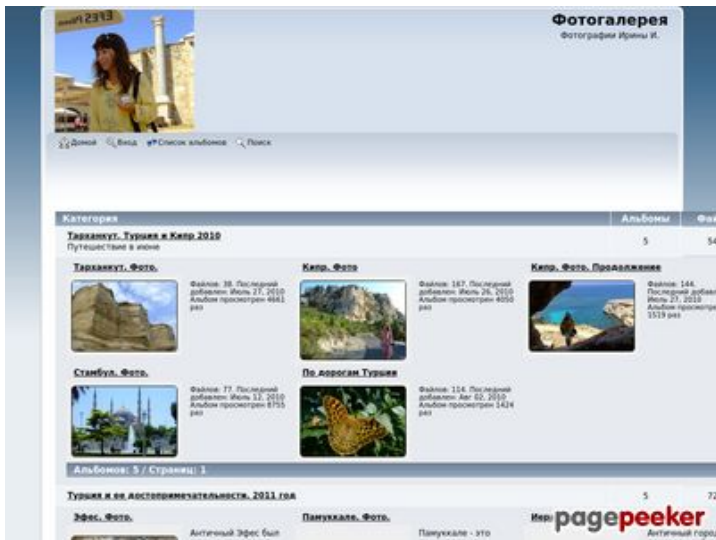 EFES Müze
Фотогалерея
Фотографии Ирины И.
Домой Вход Список альбомов Поиск
Категория Альбомы
Тарханкут, Турция и Кипр 2010
Путешествие в июне
5 54
Тарханкут. Фото.
Файлов: 38. Последний
добавлен: Июль 27, 2010
Альбом просмотрен 4661
раз
Кипр. Фото
Файлов: 167. Последний
добавлен: Июль 26, 2010
Альбом просмотрен 4050
раз
Кипр. Фото. Продолжение
Файлов: 144.
Последний
Июль 27, 2010
Альбом
1519 раз
Стамбул. Фото.
Файлов: 77. Последний
добавлен: Июль 12, 2010
Альбом просмотрен 8755
раз
По дорогам Турции
Файлов: 114. Последний
добавлен: Авг 02, 2010
Альбом просмотрен 1424
раз
Альбомов: 5 / Страниц: 1
Турция и ее достопримечательности. 2011 год
5 72
Эфес. Фото.
Античный Эфес был
Памуккале. Фото.
Памуккале - это
Античный
pagepeeker